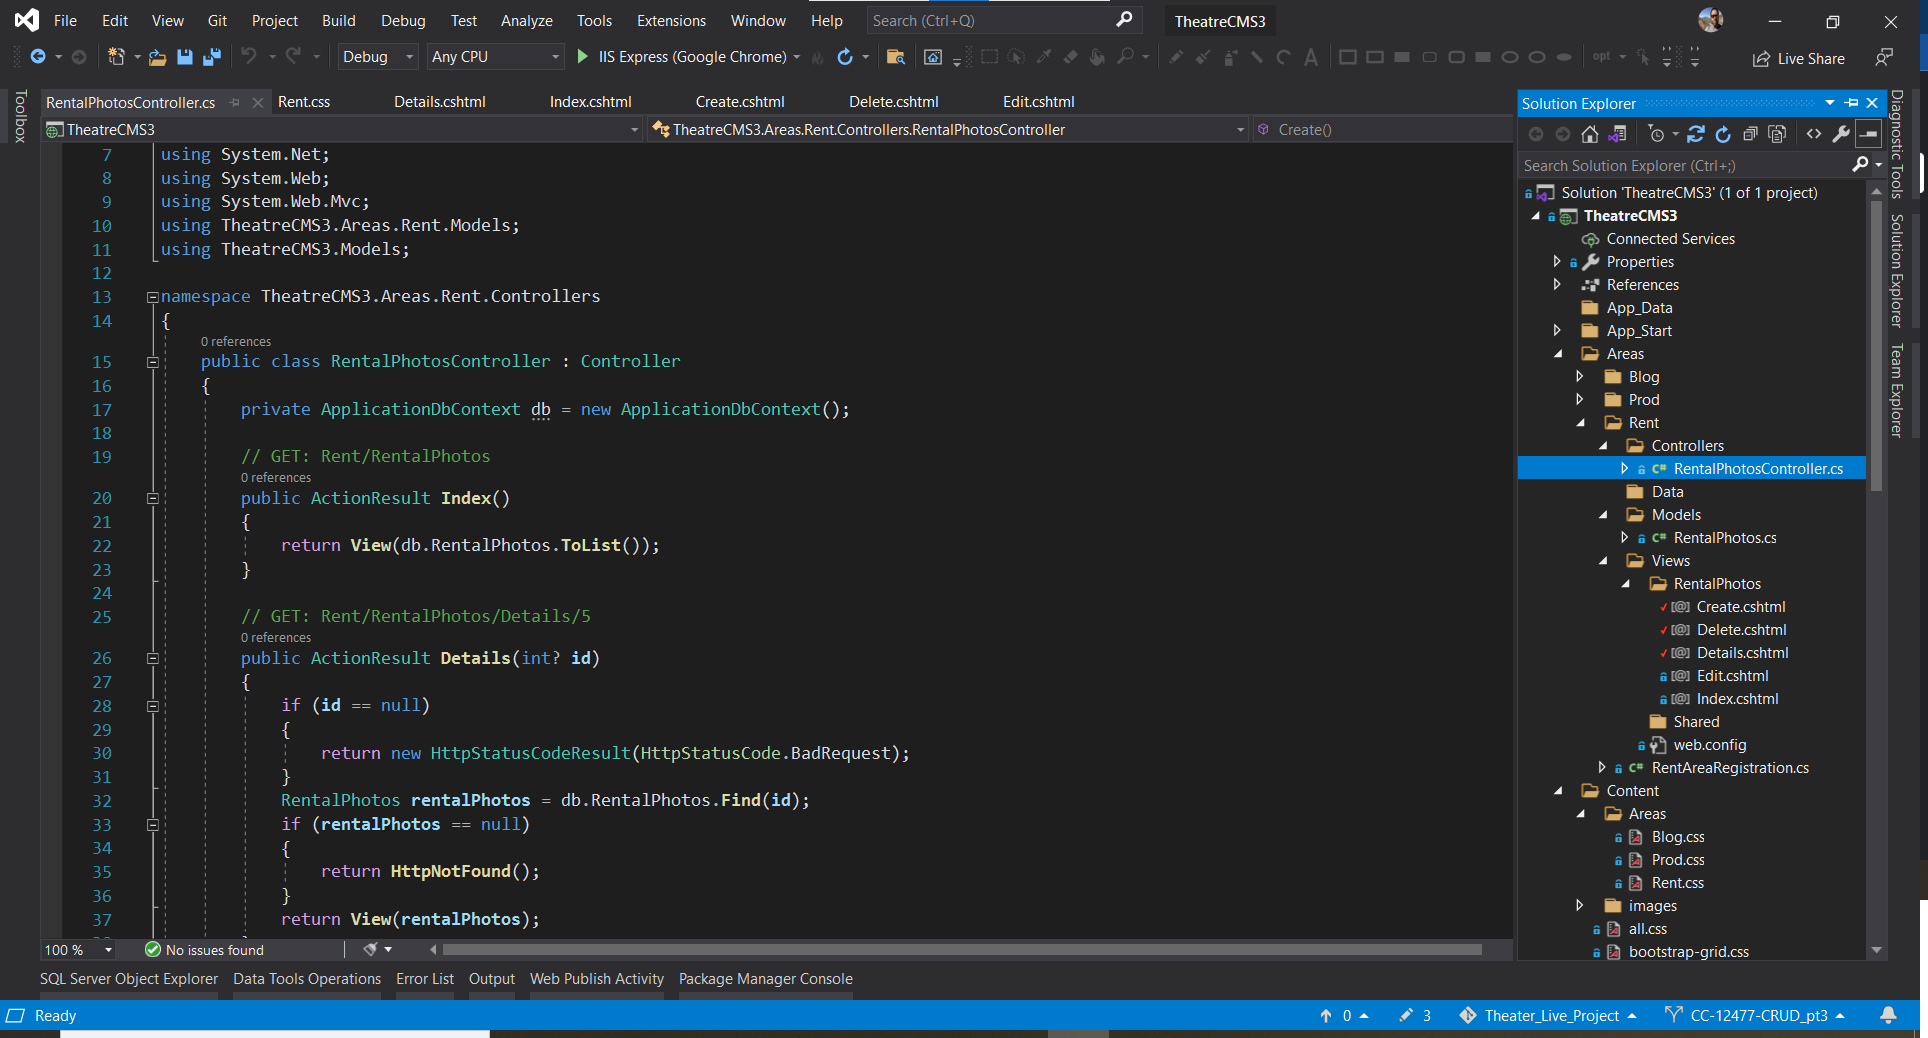 File Edit View Git Project Build Debug Test Analyze Tools Extensions Window Help Search (Ctrl+Q) TheatreCMS3
Debug Any CPU IIS Express (Google Chrome) opt Live Share
Toolbox
RentalPhotosController.cs Rent.css Details.cshtml Index.cshtml Create.cshtml Delete.cshtml Edit.cshtml
TheatreCMS3 TheatreCMS3.Areas.Rent.Controllers.RentalPhotosController Create()
7 using System.Net;
8 using System.Web;
9 using System.Web.Mvc;
10 using TheatreCMS3.Areas.Rent.Models;
11 using TheatreCMS3.Models;
12
13 namespace TheatreCMS3.Areas.Rent.Controllers
14 {
0 references
15 public class RentalPhotosController : Controller
16 {
17 private ApplicationDbContext db = new ApplicationDbContext();
18
19 // GET: Rent/RentalPhotos
0 references
20 public ActionResult Index()
21 {
22 return View(db.RentalPhotos.ToList());
23 }
24
25 // GET: Rent/RentalPhotos/Details/5
0 references
26 public ActionResult Details(int? id)
27 {
28 if (id == null)
29 {
30 return new HttpStatusCodeResult(HttpStatusCode.BadRequest);
31 }
32 RentalPhotos rentalPhotos = db.RentalPhotos.Find(id);
33 if (rentalPhotos == null)
34 {
35 return HttpNotFound();
36 }
37 return View(rentalPhotos);
100 % No issues found
Solution Explorer
Search Solution Explorer (Ctrl+;)
Solution 'TheatreCMS3' (1 of 1 project)
TheatreCMS3
Connected Services
Properties
References
App_Data
App_Start
Areas
Blog
Prod
Rent
Controllers
C# RentalPhotosController.cs
Data
Models
C# RentalPhotos.cs
Views
RentalPhotos
[@] Create.cshtml
[@] Delete.cshtml
[@] Details.cshtml
[@] Edit.cshtml
[@] Index.cshtml
Shared
web.config
C# RentAreaRegistration.cs
Content
Areas
Blog.css
Prod.css
Rent.css
images
all.css
bootstrap-grid.css
Diagnostic Tools
Solution Explorer
Team Explorer
SQL Server Object Explorer Data Tools Operations Error List Output Web Publish Activity Package Manager Console
Ready 0 3 Theater_Live_Project CC-12477-CRUD_pt3